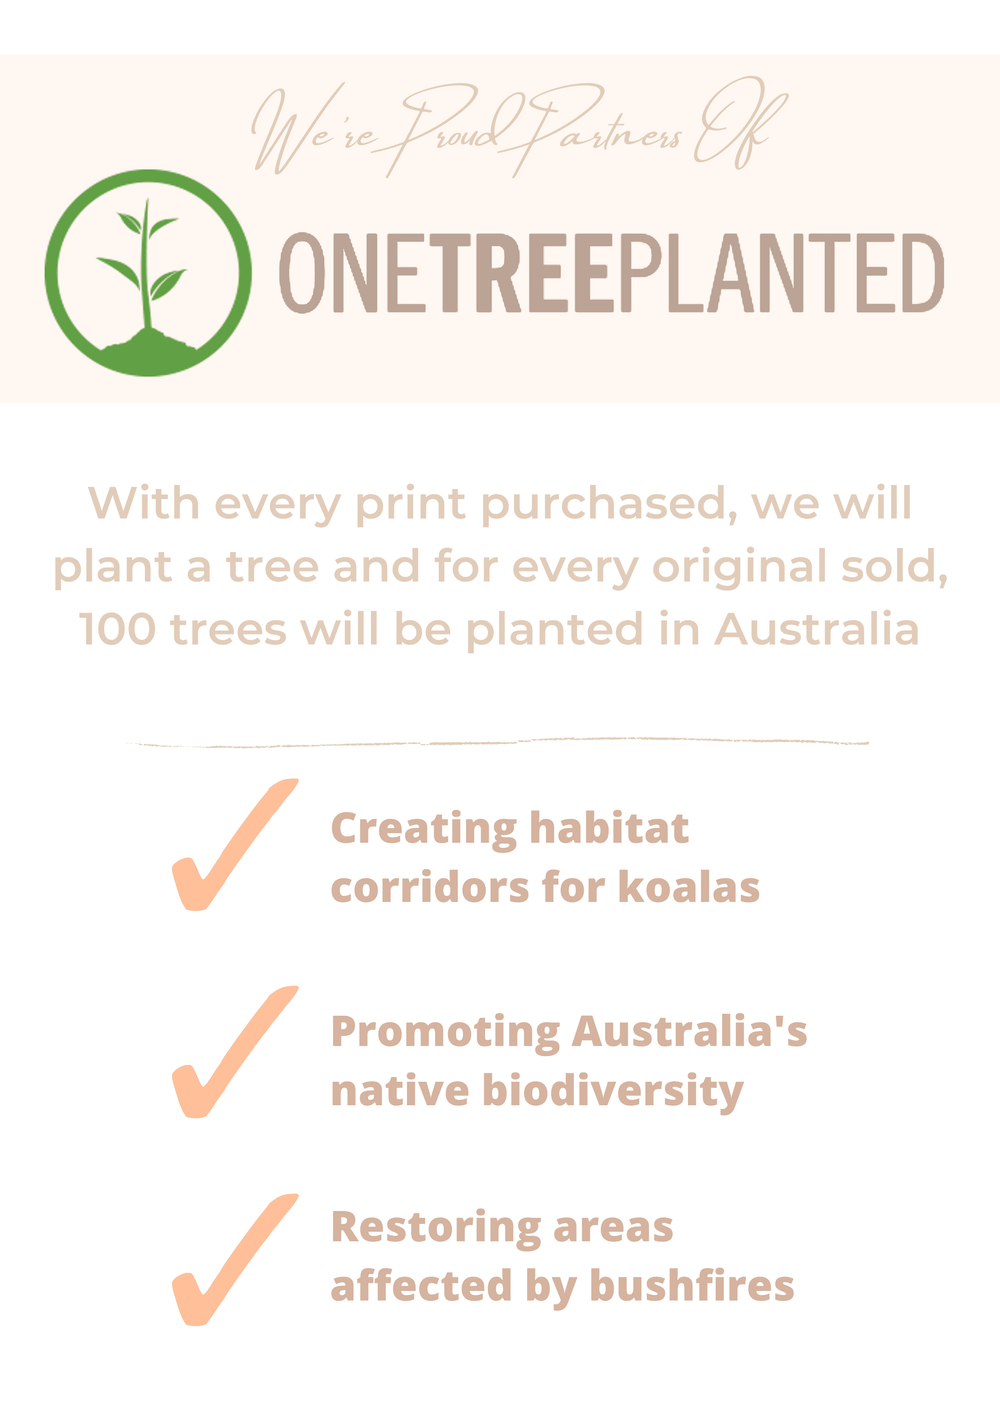 We're Proud Partners Of
ONETREEPLANTED
With every print purchased, we will
plant a tree and for every original sold,
100 trees will be planted in Australia
Creating habitat
corridors for koalas
Promoting Australia's
native biodiversity
Restoring areas
affected by bushfires